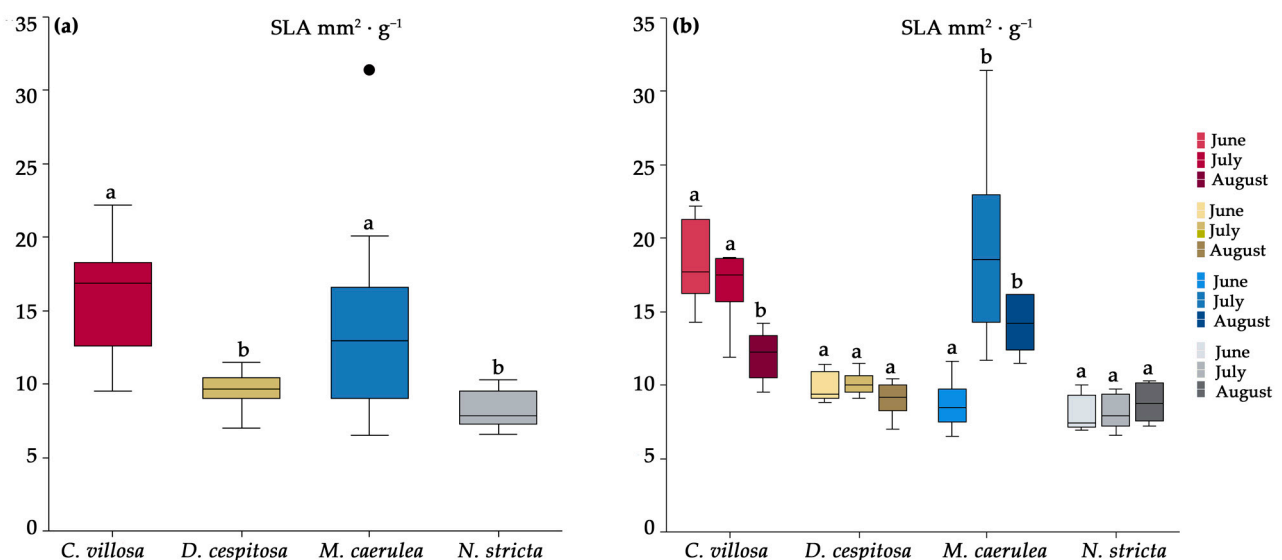 (a) SLA mm² · g⁻¹
35
30
25
20
15
10
5
0
a
b
a
b
C. villosa D. cespitosa M. caerulea N. stricta
(b) SLA mm² · g⁻¹
35
30
25
20
15
10
5
0
a a b
a a a
a b b
a a a
C. villosa D. cespitosa M. caerulea N. stricta
June
July
August
June
July
August
June
July
August
June
July
August